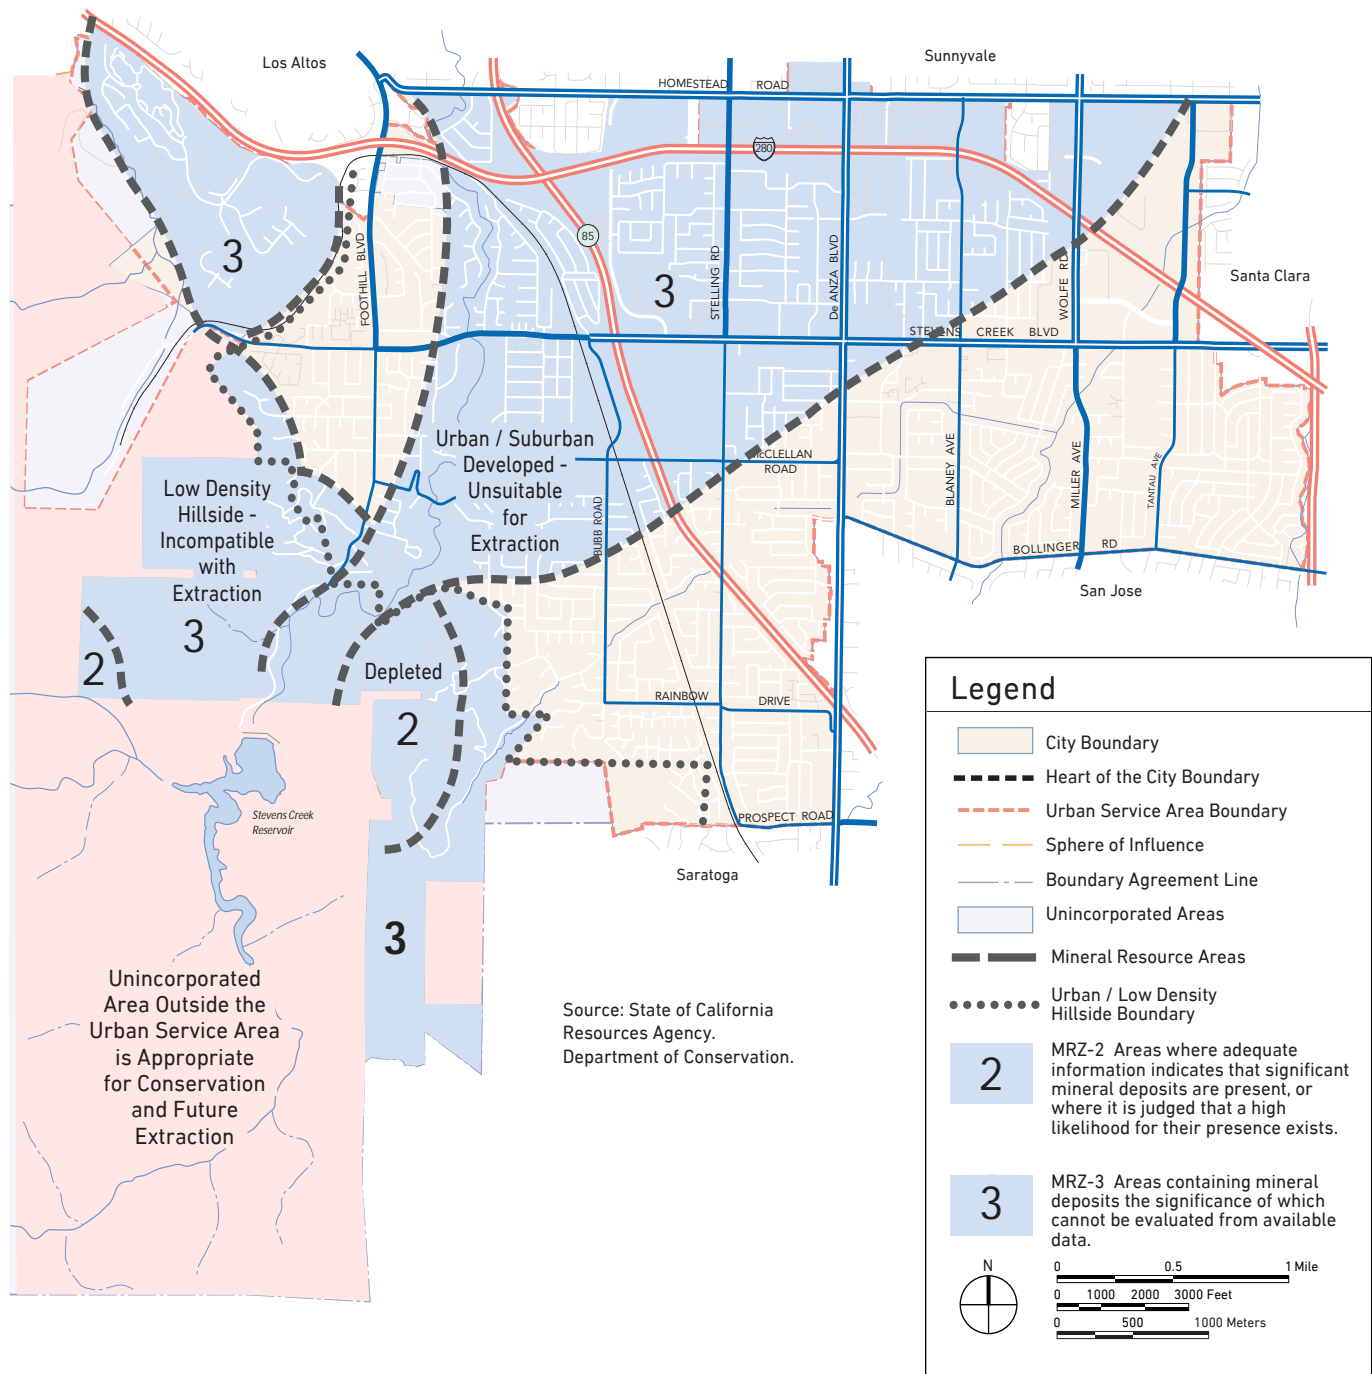 Los Altos
Sunnyvale
HOMESTEAD ROAD
280
85
3
3
FOOTHILL BLVD
STELLING RD
De ANZA BLVD
WOLFE RD
Santa Clara
STEVENS CREEK BLVD
Urban / Suburban
Developed -
Unsuitable
for
Extraction
McCLELLAN
ROAD
BUBB ROAD
BLANEY AVE
MILLER AVE
TANTAU AVE
BOLLINGER RD
San Jose
Low Density
Hillside -
Incompatible
with
Extraction
3
2
Depleted
2
RAINBOW DRIVE
PROSPECT ROAD
Saratoga
Stevens Creek
Reservoir
3
Unincorporated
Area Outside the
Urban Service Area
is Appropriate
for Conservation
and Future
Extraction
Source: State of California
Resources Agency.
Department of Conservation.
Legend
City Boundary
Heart of the City Boundary
Urban Service Area Boundary
Sphere of Influence
Boundary Agreement Line
Unincorporated Areas
Mineral Resource Areas
Urban / Low Density
Hillside Boundary
2
MRZ-2 Areas where adequate
information indicates that significant
mineral deposits are present, or
where it is judged that a high
likelihood for their presence exists.
3
MRZ-3 Areas containing mineral
deposits the significance of which
cannot be evaluated from available
data.
N
0 0.5 1 Mile
0 1000 2000 3000 Feet
0 500 1000 Meters